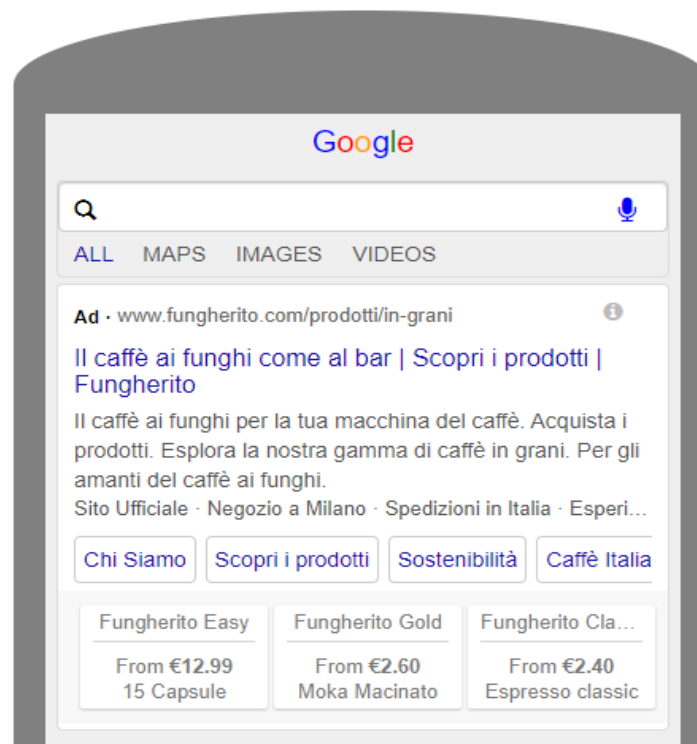 Google
ALL MAPS IMAGES VIDEOS
Ad · www.fungherito.com/prodotti/in-grani
Il caffè ai funghi come al bar | Scopri i prodotti |
Fungherito
Il caffè ai funghi per la tua macchina del caffè. Acquista i
prodotti. Esplora la nostra gamma di caffè in grani. Per gli
amanti del caffè ai funghi.
Sito Ufficiale · Negozio a Milano · Spedizioni in Italia · Esperi...
Chi Siamo Scopri i prodotti Sostenibilità Caffè Italia
Fungherito Easy Fungherito Gold Fungherito Cla...
From €12.99 From €2.60 From €2.40
15 Capsule Moka Macinato Espresso classic